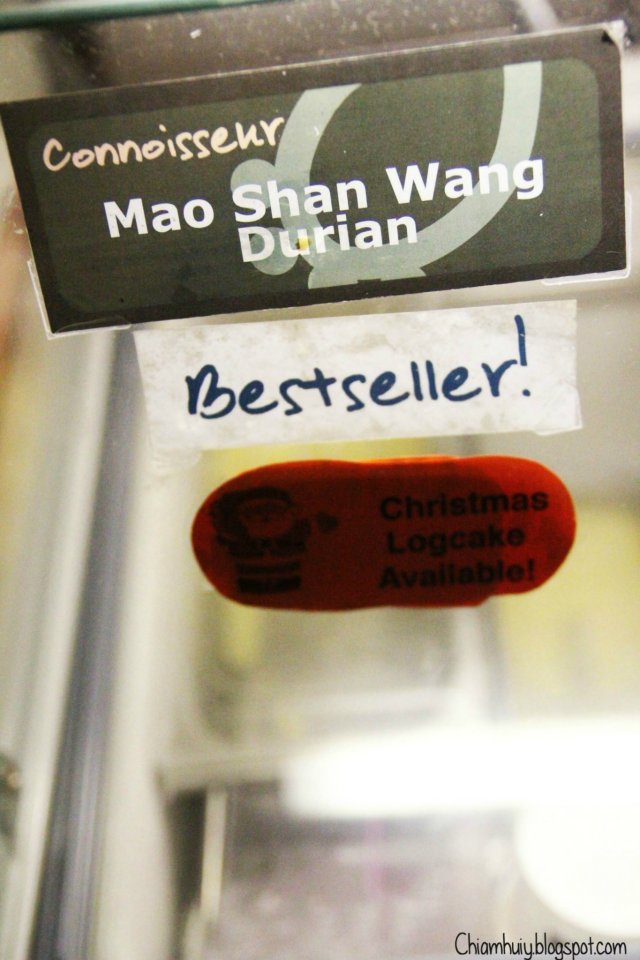 Connoisseur
Mao Shan Wang
Durian
Bestseller!
Christmas
Logcake
Available!
Chiamhuiy.blogspot.com